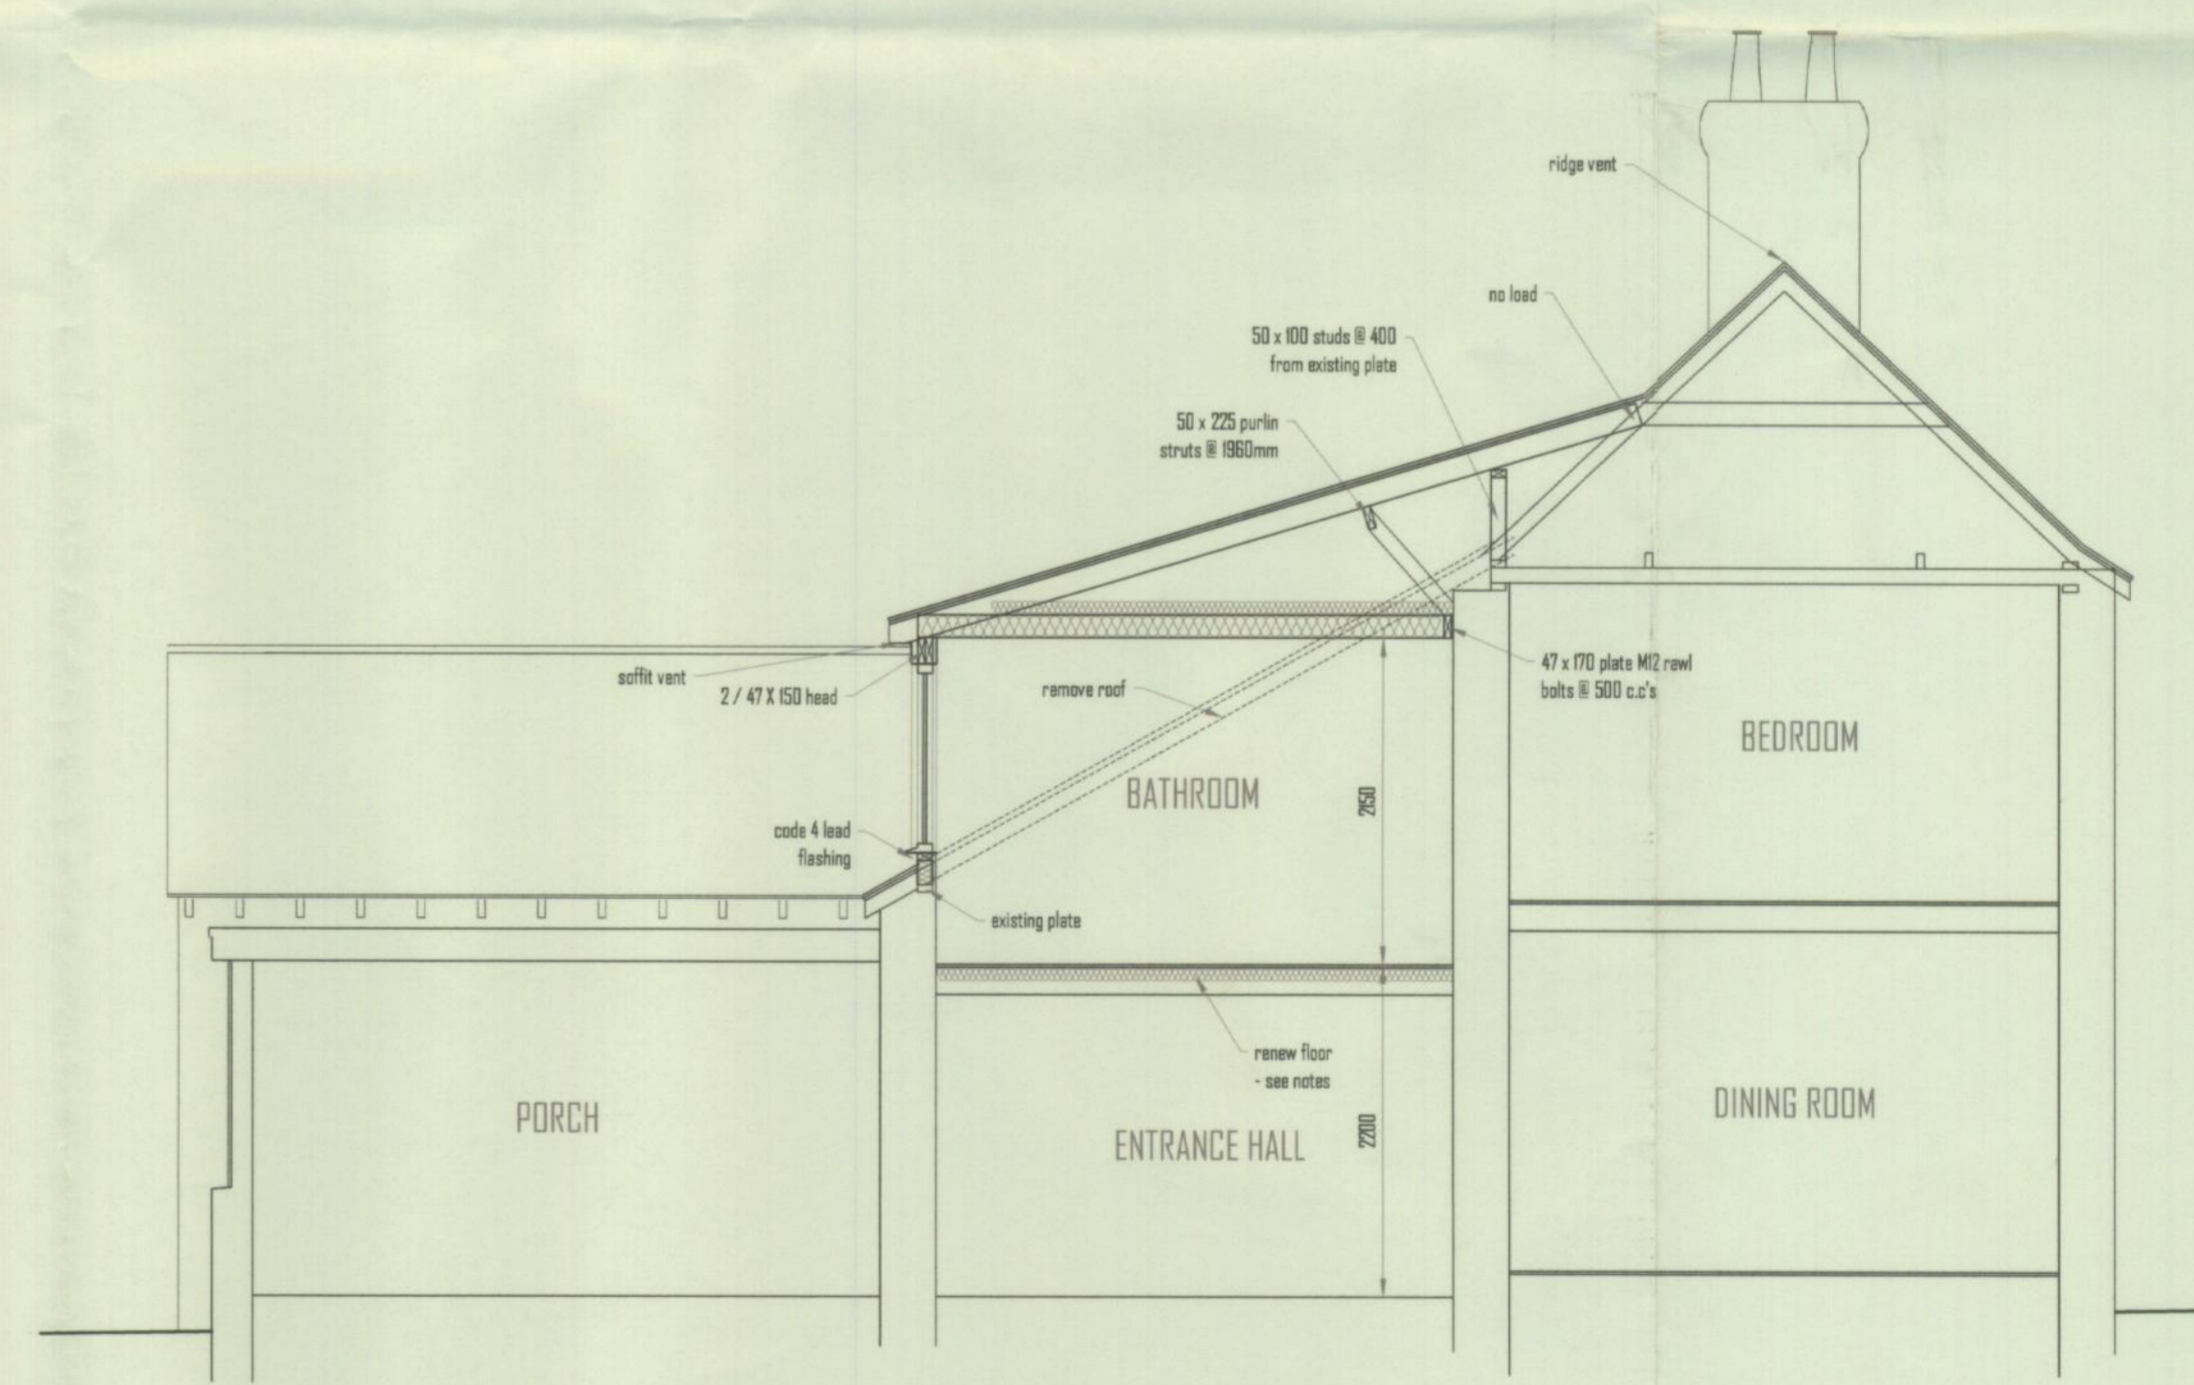 ridge vent
no load
50 x 100 studs @ 400
from existing plate
50 x 225 purlin
struts @ 1960mm
soffit vent
2 / 47 X 150 head
remove roof
47 x 170 plate M12 rawl
bolts @ 500 c.c's
BEDROOM
BATHROOM
2150
code 4 lead
flashing
existing plate
renew floor
- see notes
PORCH
ENTRANCE HALL
2200
DINING ROOM